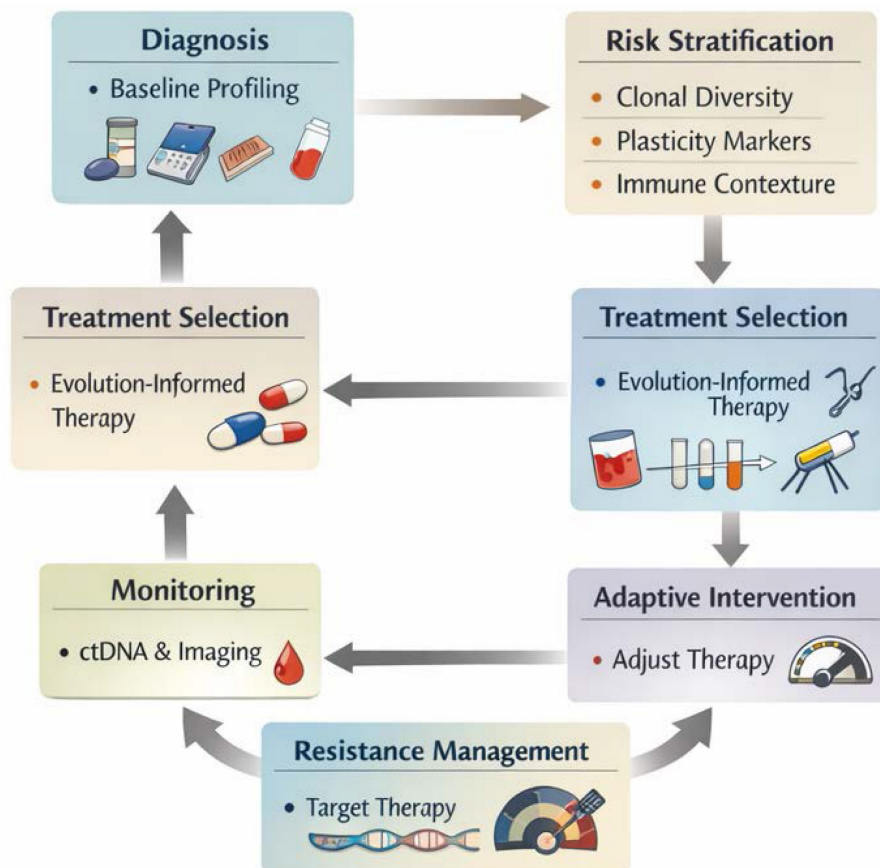 Diagnosis
• Baseline Profiling
Risk Stratification
• Clonal Diversity
• Plasticity Markers
• Immune Contexture
Treatment Selection
• Evolution-Informed
Therapy
Treatment Selection
• Evolution-Informed
Therapy
Monitoring
• ctDNA & Imaging
Adaptive Intervention
• Adjust Therapy
Resistance Management
• Target Therapy